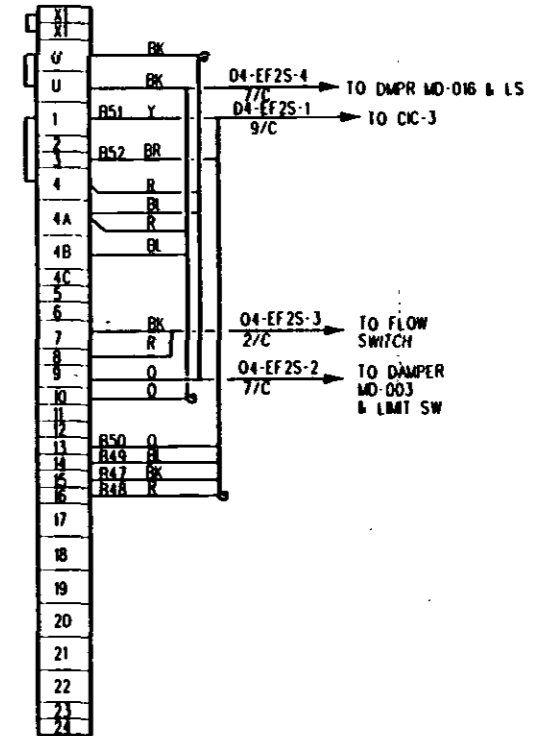 X1
X1
U
BK
U
BK
D4-EF2S-4
7/C
TO DMPR MD-016 & LS
1
B51 Y
D4-EF2S-1
9/C
TO CIC-3
2
3
B52 BR
4
R
BL
4A
R
4B
BL
4C
5
6
7
BK
R
04-EF2S-3
2/C
TO FLOW
SWITCH
8
9
O
04-EF2S-2
7/C
TO DAMPER
MD-003
& LIMIT SW
10
O
11
12
13
B50 O
14
B49 BL
15
B47 BK
16
B48 R
17
18
19
20
21
22
23
24